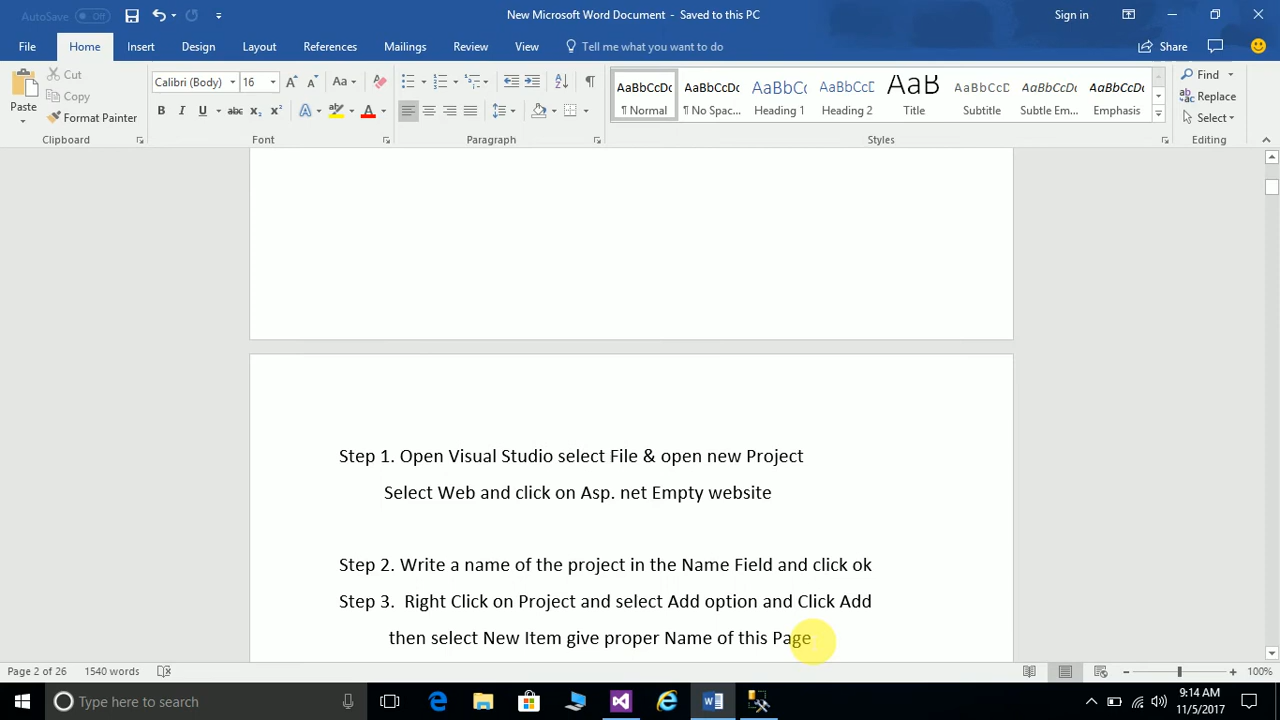 AutoSave Off
New Microsoft Word Document - Saved to this PC
Sign in
File Home Insert Design Layout References Mailings Review View Tell me what you want to do Share
Paste
Cut
Copy
Format Painter
Calibri (Body) 16
Aa
B I U abc x₂ x² A A
AaBbCcDc AaBbCcDc AaBbCc AaBbCcD AaB AaBbCcD AaBbCcDc AaBbCcDc
¶ Normal ¶ No Spac... Heading 1 Heading 2 Title Subtitle Subtle Em... Emphasis
Find
Replace
Select
Clipboard Font Paragraph Styles Editing
Step 1. Open Visual Studio select File & open new Project
Select Web and click on Asp. net Empty website
Step 2. Write a name of the project in the Name Field and click ok
Step 3. Right Click on Project and select Add option and Click Add
then select New Item give proper Name of this Page
Page 2 of 26 1540 words 100%
Type here to search
9:14 AM
11/5/2017